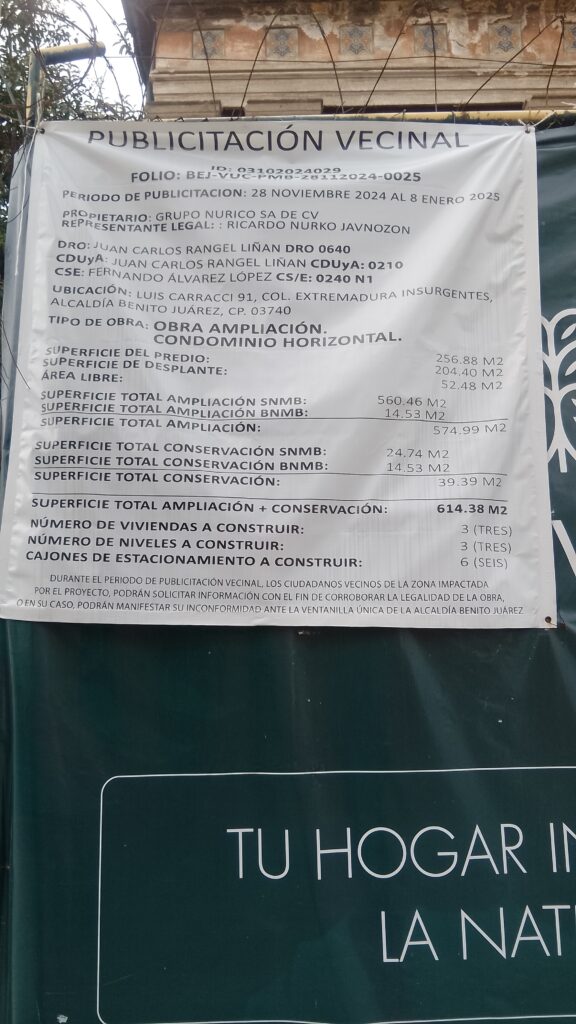 PUBLICITACIÓN VECINAL
ID: 03102024029
FOLIO: BEJ-VUC-PMB-28112024-0025
PERIODO DE PUBLICITACION: 28 NOVIEMBRE 2024 AL 8 ENERO 2025
PROPIETARIO: GRUPO NURICO SA DE CV
REPRESENTANTE LEGAL: : RICARDO NURKO JAVNOZON
DRO: JUAN CARLOS RANGEL LIÑAN DRO 0640
CDUyA: JUAN CARLOS RANGEL LIÑAN CDUyA: 0210
CSE: FERNANDO ÁLVAREZ LÓPEZ CS/E: 0240 N1
UBICACIÓN: LUIS CARRACCI 91, COL. EXTREMADURA INSURGENTES,
ALCALDÍA BENITO JUÁREZ, CP. 03740
TIPO DE OBRA: OBRA AMPLIACIÓN.
CONDOMINIO HORIZONTAL.
SUPERFICIE DEL PREDIO: 256.88 M2
SUPERFICIE DE DESPLANTE: 204.40 M2
ÁREA LIBRE: 52.48 M2
SUPERFICIE TOTAL AMPLIACIÓN SNMB: 560.46 M2
SUPERFICIE TOTAL AMPLIACIÓN BNMB: 14.53 M2
SUPERFICIE TOTAL AMPLIACIÓN: 574.99 M2
SUPERFICIE TOTAL CONSERVACIÓN SNMB: 24.74 M2
SUPERFICIE TOTAL CONSERVACIÓN BNMB: 14.53 M2
SUPERFICIE TOTAL CONSERVACIÓN: 39.39 M2
SUPERFICIE TOTAL AMPLIACIÓN + CONSERVACIÓN: 614.38 M2
NÚMERO DE VIVIENDAS A CONSTRUIR: 3 (TRES)
NÚMERO DE NIVELES A CONSTRUIR: 3 (TRES)
CAJONES DE ESTACIONAMIENTO A CONSTRUIR: 6 (SEIS)
DURANTE EL PERIODO DE PUBLICITACIÓN VECINAL, LOS CIUDADANOS VECINOS DE LA ZONA IMPACTADA
POR EL PROYECTO, PODRÁN SOLICITAR INFORMACIÓN CON EL FIN DE CORROBORAR LA LEGALIDAD DE LA OBRA,
O EN SU CASO, PODRÁN MANIFESTAR SU INCONFORMIDAD ANTE LA VENTANILLA ÚNICA DE LA ALCALDÍA BENITO JUÁREZ
TU HOGAR IN
LA NAT